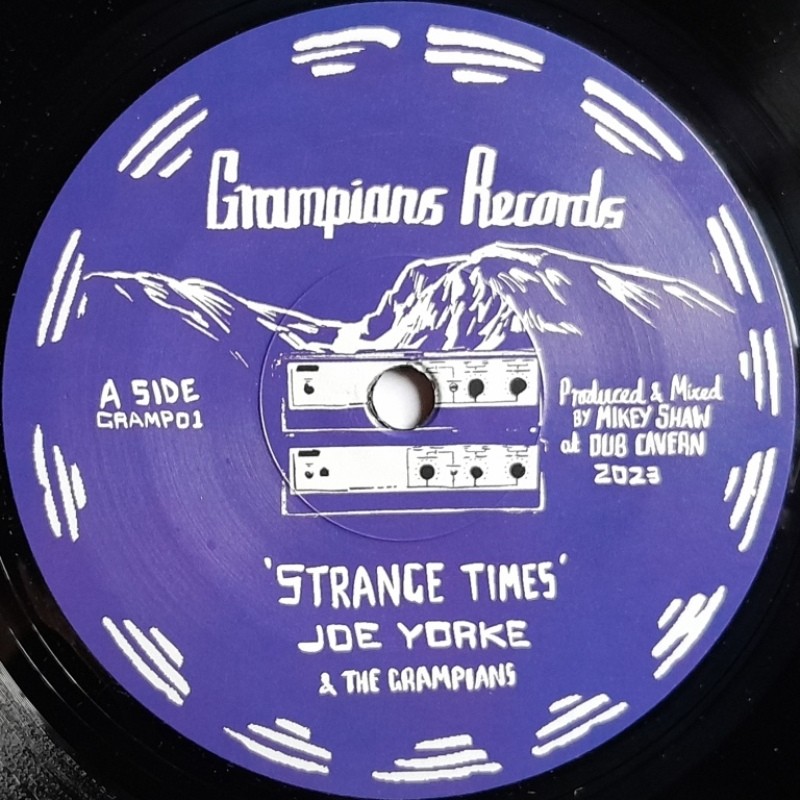 Grampians Records
A SIDE
GRAMP01
Produced & Mixed
BY MIKEY SHAW
at DUB CAVERN
2023
'STRANGE TIMES'
JOE YORKE
& THE GRAMPIANS